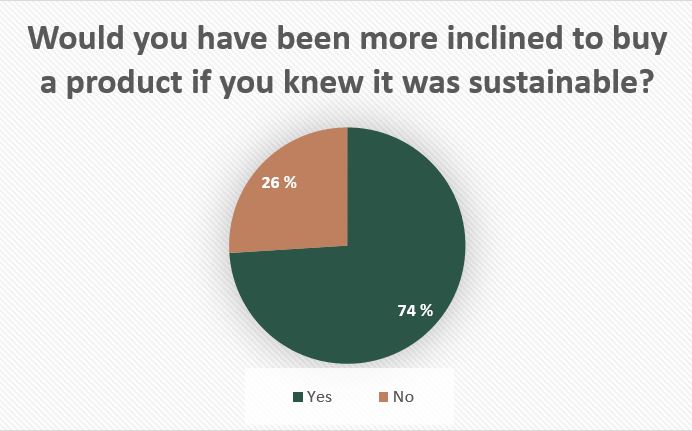 Would you have been more inclined to buy
a product if you knew it was sustainable?
26 %
74 %
Yes No